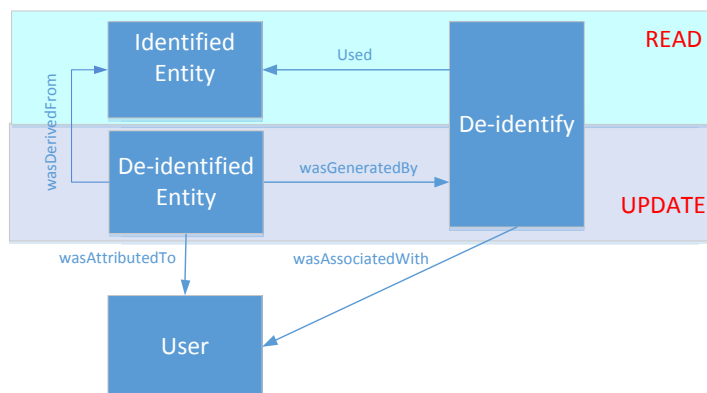 Identified
Entity
Used
READ
wasDerivedFrom
De-identify
De-identified
Entity
wasGeneratedBy
UPDATE
wasAttributedTo
wasAssociatedWith
User